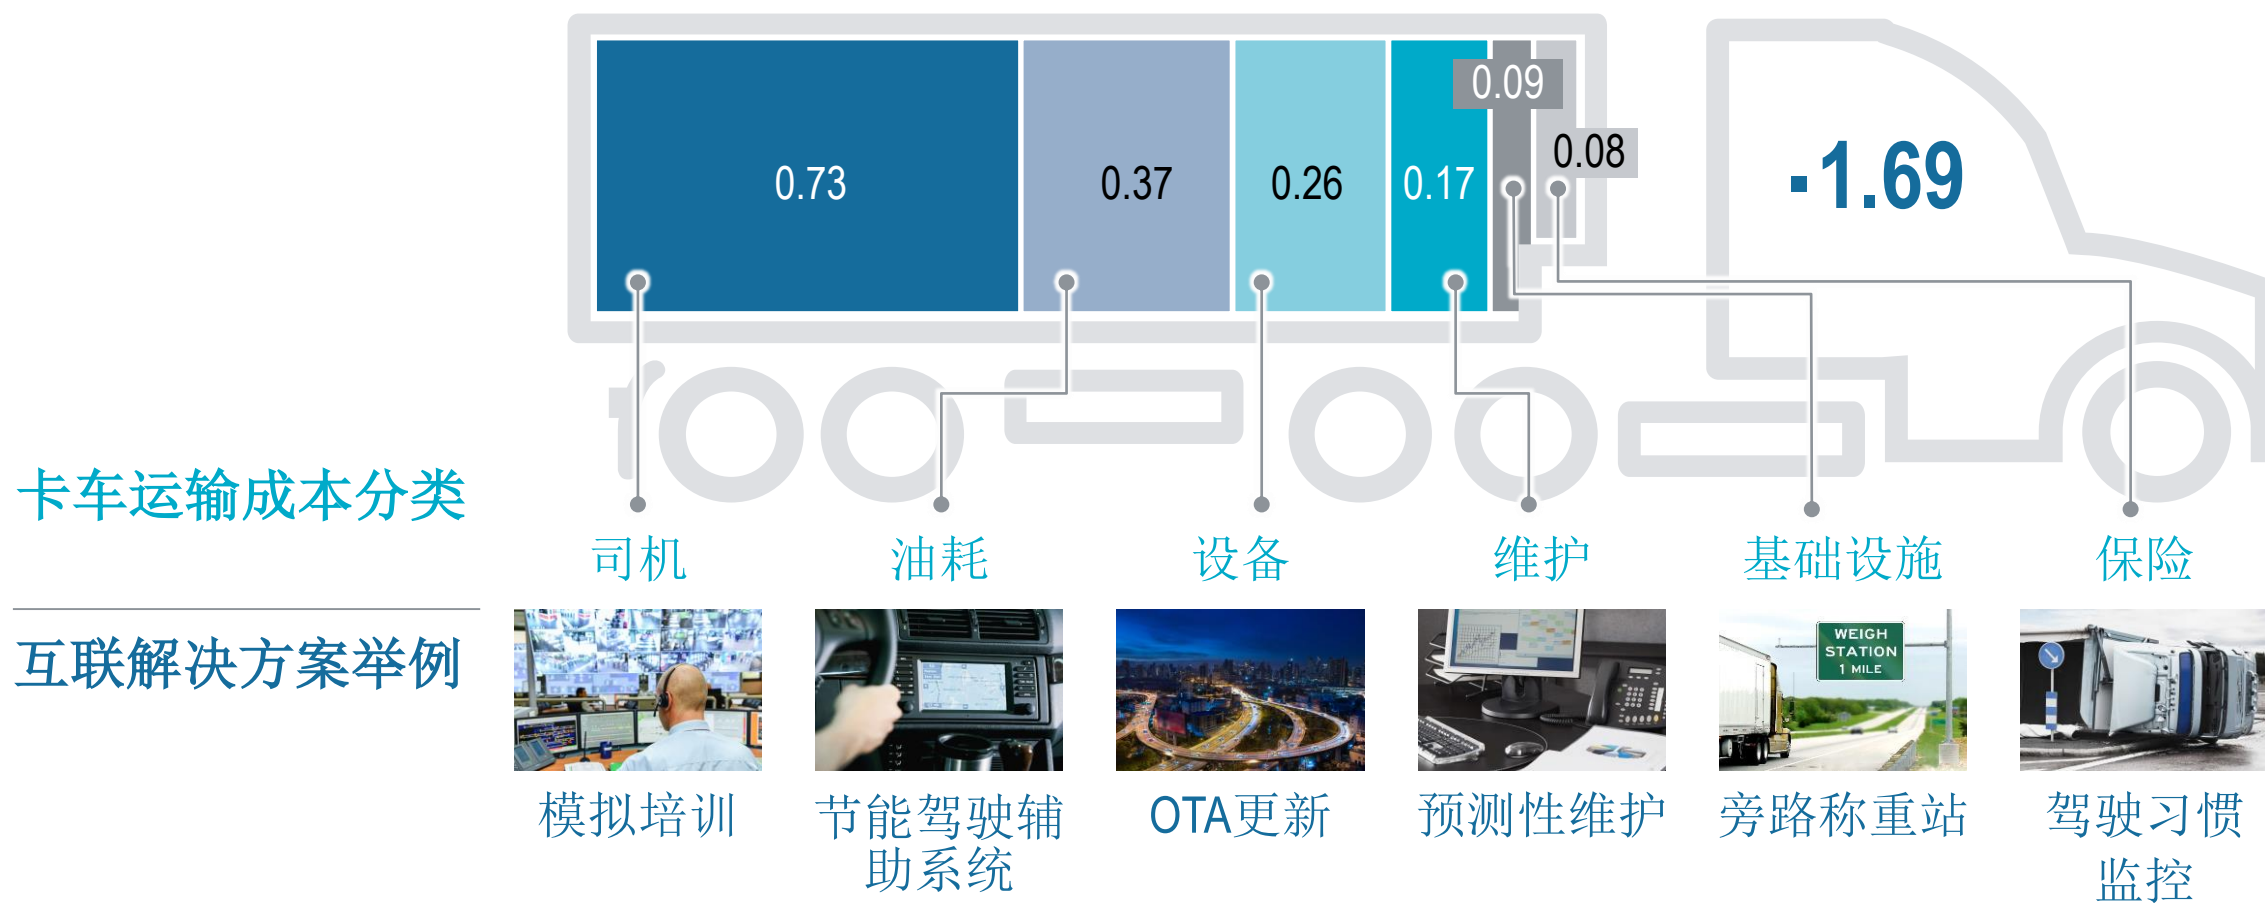 0.73
0.37
0.26
0.17
0.09
0.08
-1.69
卡车运输成本分类
司机
油耗
设备
维护
基础设施
保险
互联解决方案举例
WEIGH
STATION
1 MILE
模拟培训
节能驾驶辅
助系统
OTA更新
预测性维护
旁路称重站
驾驶习惯
监控